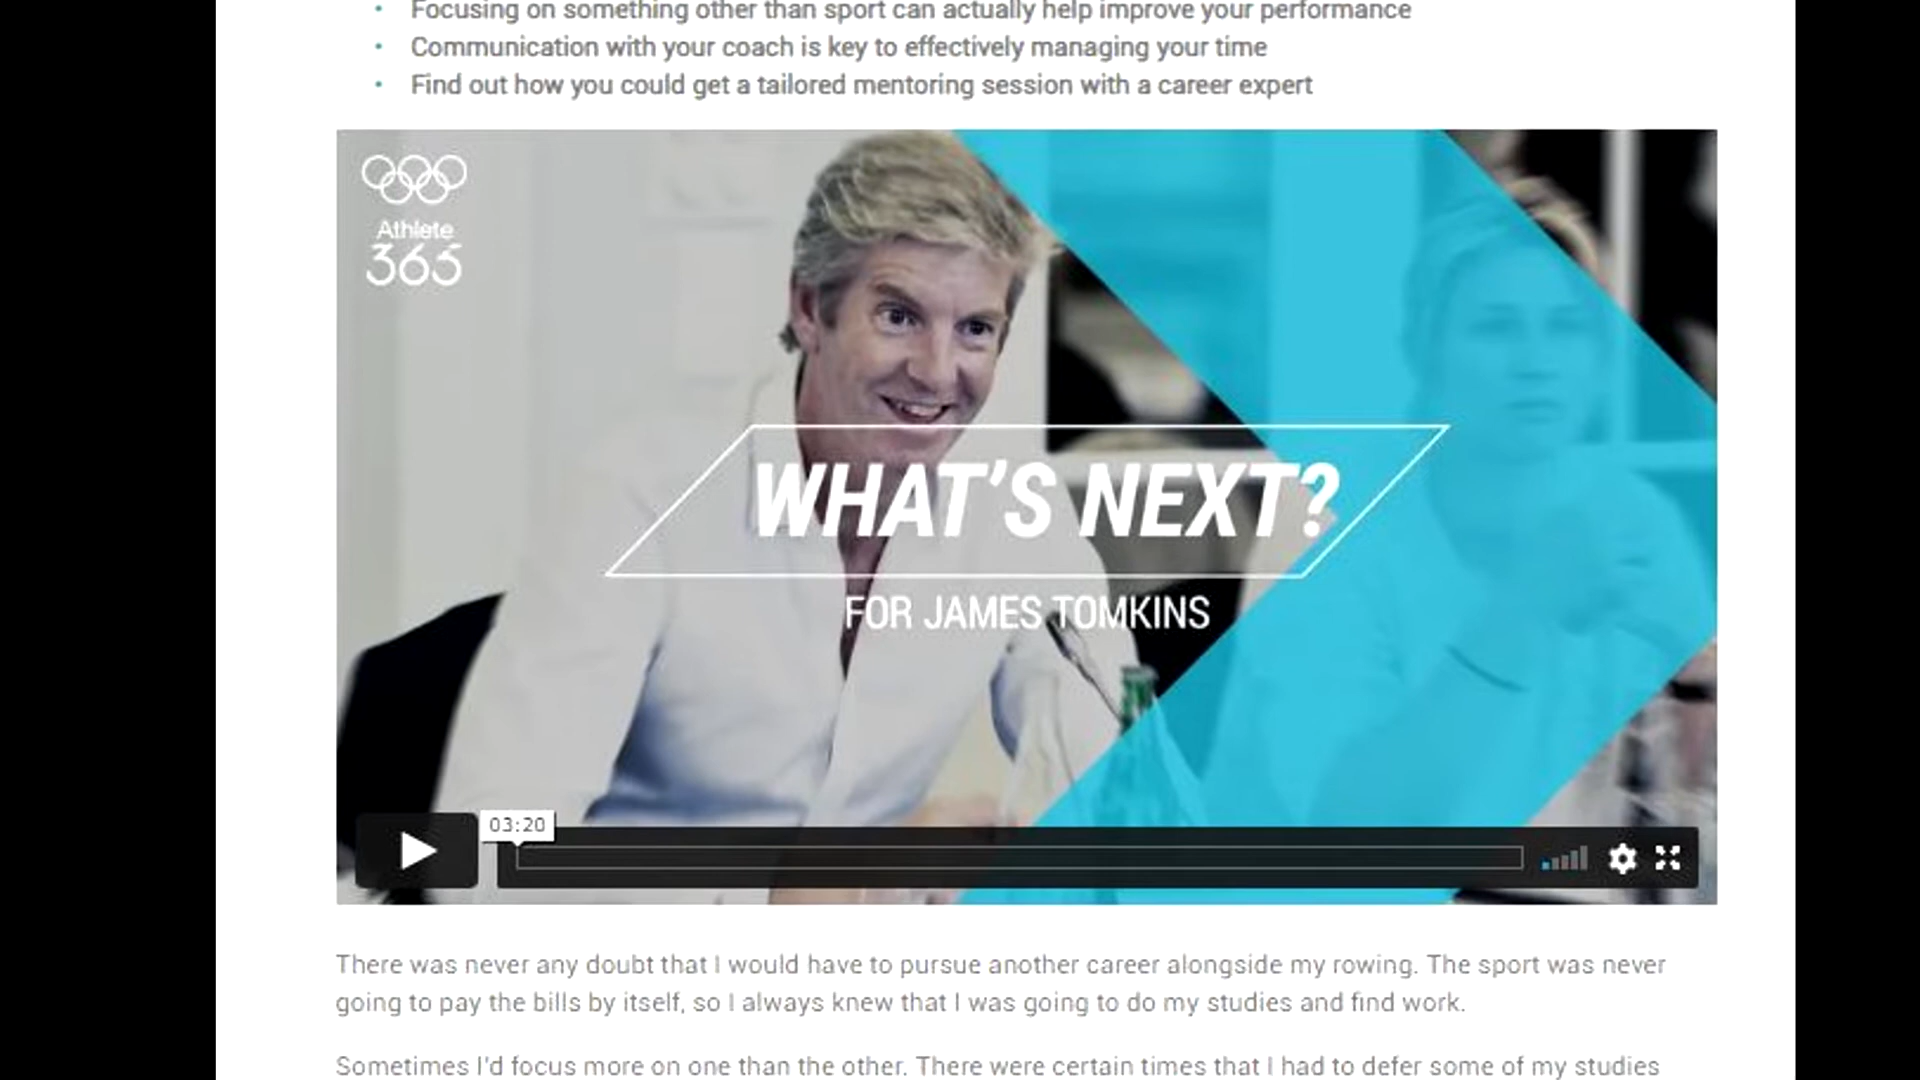 Focusing on something other than sport can actually help improve your performance
Communication with your coach is key to effectively managing your time
Find out how you could get a tailored mentoring session with a career expert
Athlete
365
WHAT'S NEXT?
FOR JAMES TOMKINS
03:20
There was never any doubt that I would have to pursue another career alongside my rowing. The sport was never
going to pay the bills by itself, so I always knew that I was going to do my studies and find work.
Sometimes I'd focus more on one than the other. There were certain times that I had to defer some of my studies